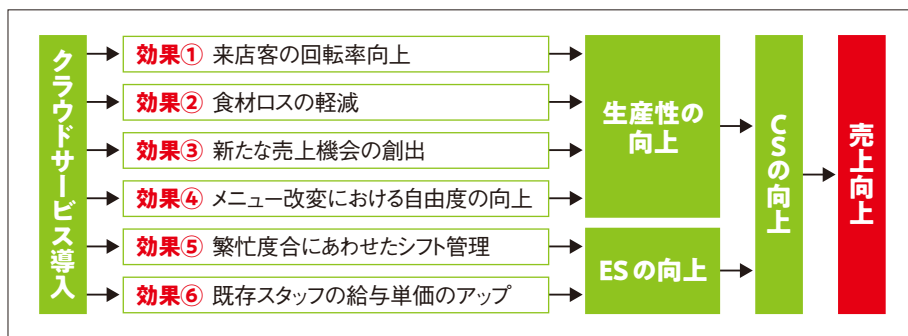 クラウドサービス導入
効果① 来店客の回転率向上
効果② 食材ロスの軽減
効果③ 新たな売上機会の創出
効果④ メニュー改変における自由度の向上
効果⑤ 繁忙度合にあわせたシフト管理
効果⑥ 既存スタッフの給与単価のアップ
生産性の
向上
ESの向上
CSの向上
売上向上